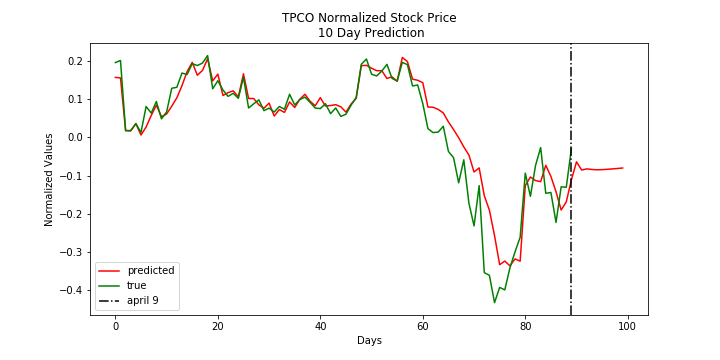 TPCO Normalized Stock Price
10 Day Prediction
Normalized Values
0.2
0.1
0.0
−0.1
−0.2
−0.3
−0.4
predicted
true
april 9
0
20
40
60
80
100
Days